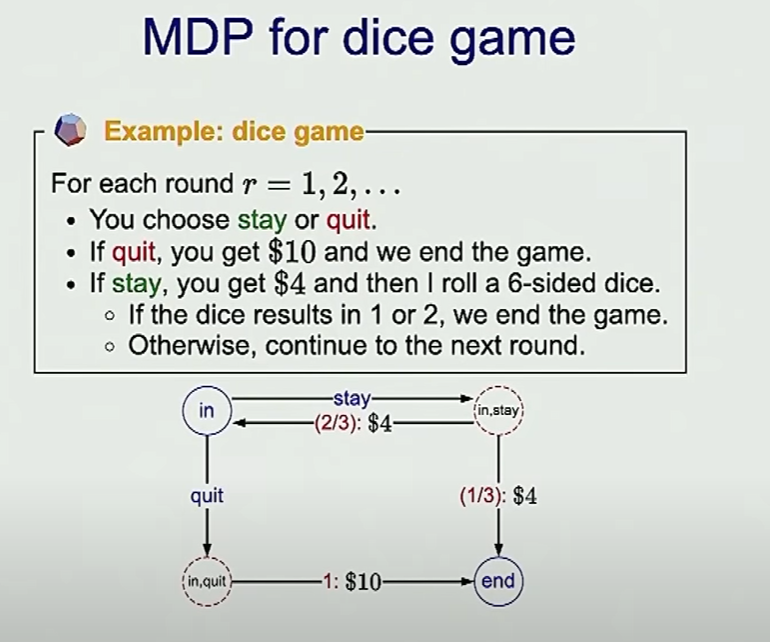 MDP for dice game
Example: dice game
For each round r = 1, 2, . . .
• You choose stay or quit.
• If quit, you get $10 and we end the game.
• If stay, you get $4 and then I roll a 6-sided dice.
◦ If the dice results in 1 or 2, we end the game.
◦ Otherwise, continue to the next round.
in
stay
in,stay
(2/3): $4
quit
(1/3): $4
in,quit
1: $10
end